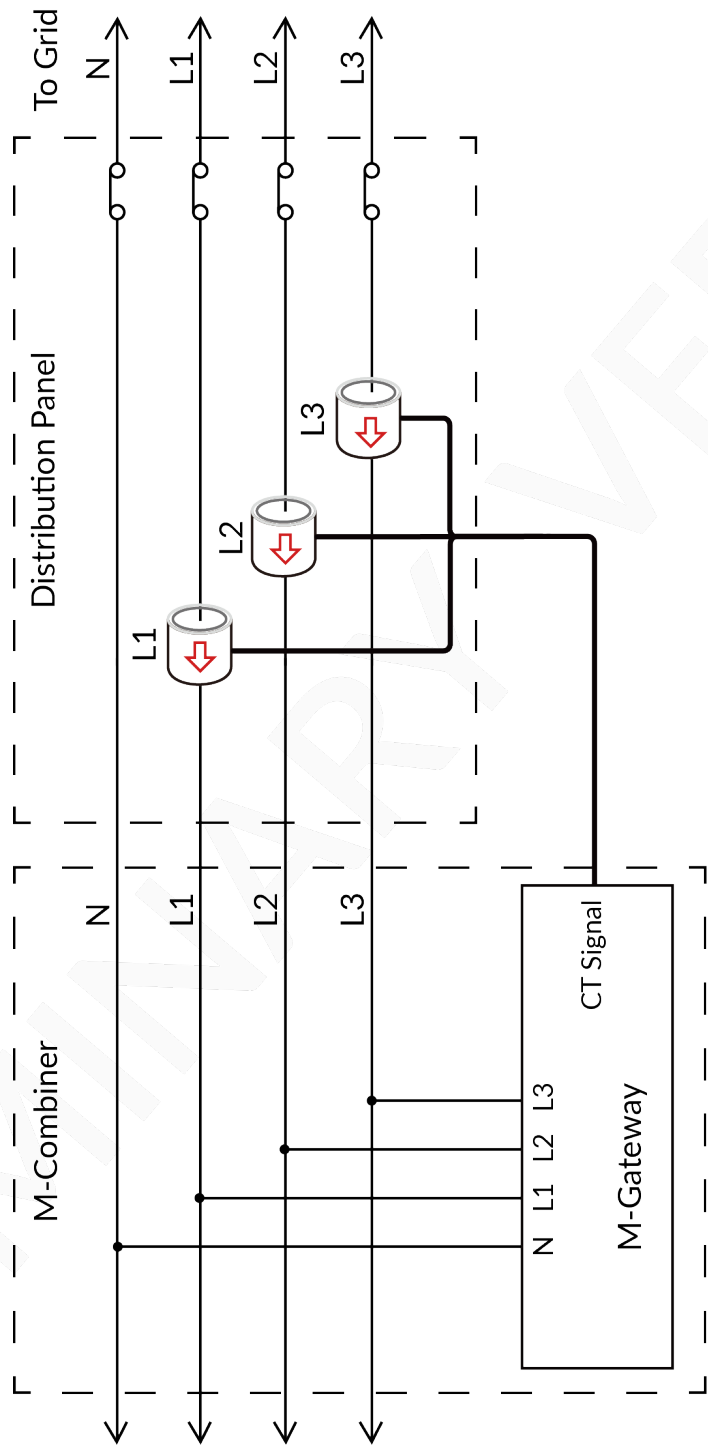 M-Combiner
Distribution Panel
To Grid
N
N
L1
L1
L1
L2
L2
L2
L3
L3
L3
N
L1
L2
L3
CT Signal
M-Gateway
MINARY